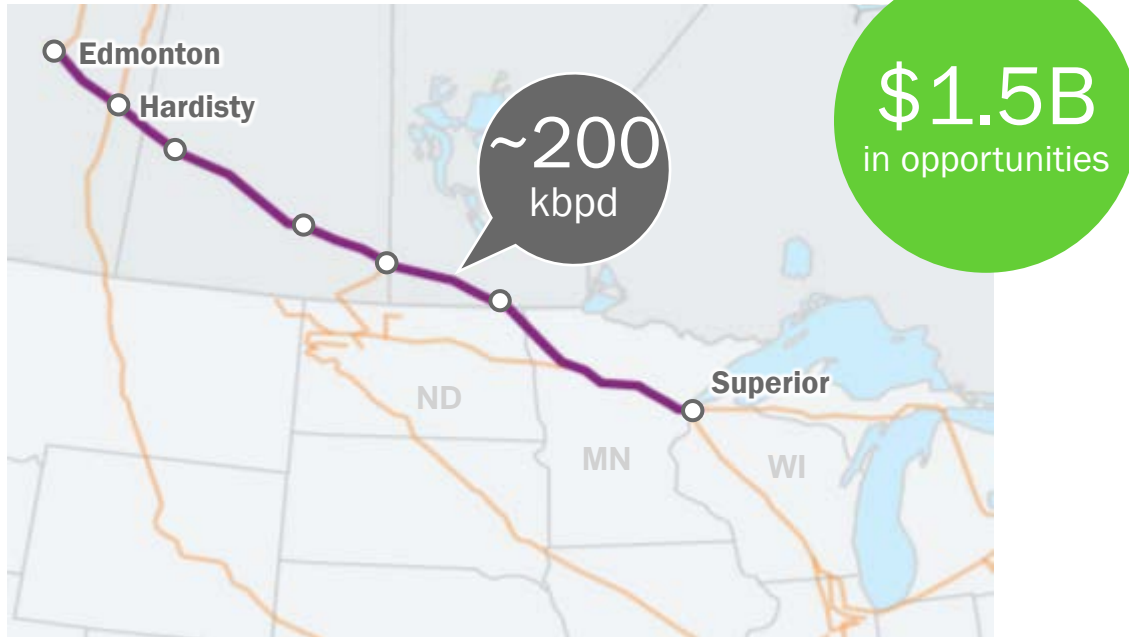 Edmonton
Hardisty
~200
kbpd
$1.5B
in opportunities
Superior
ND
MN
WI